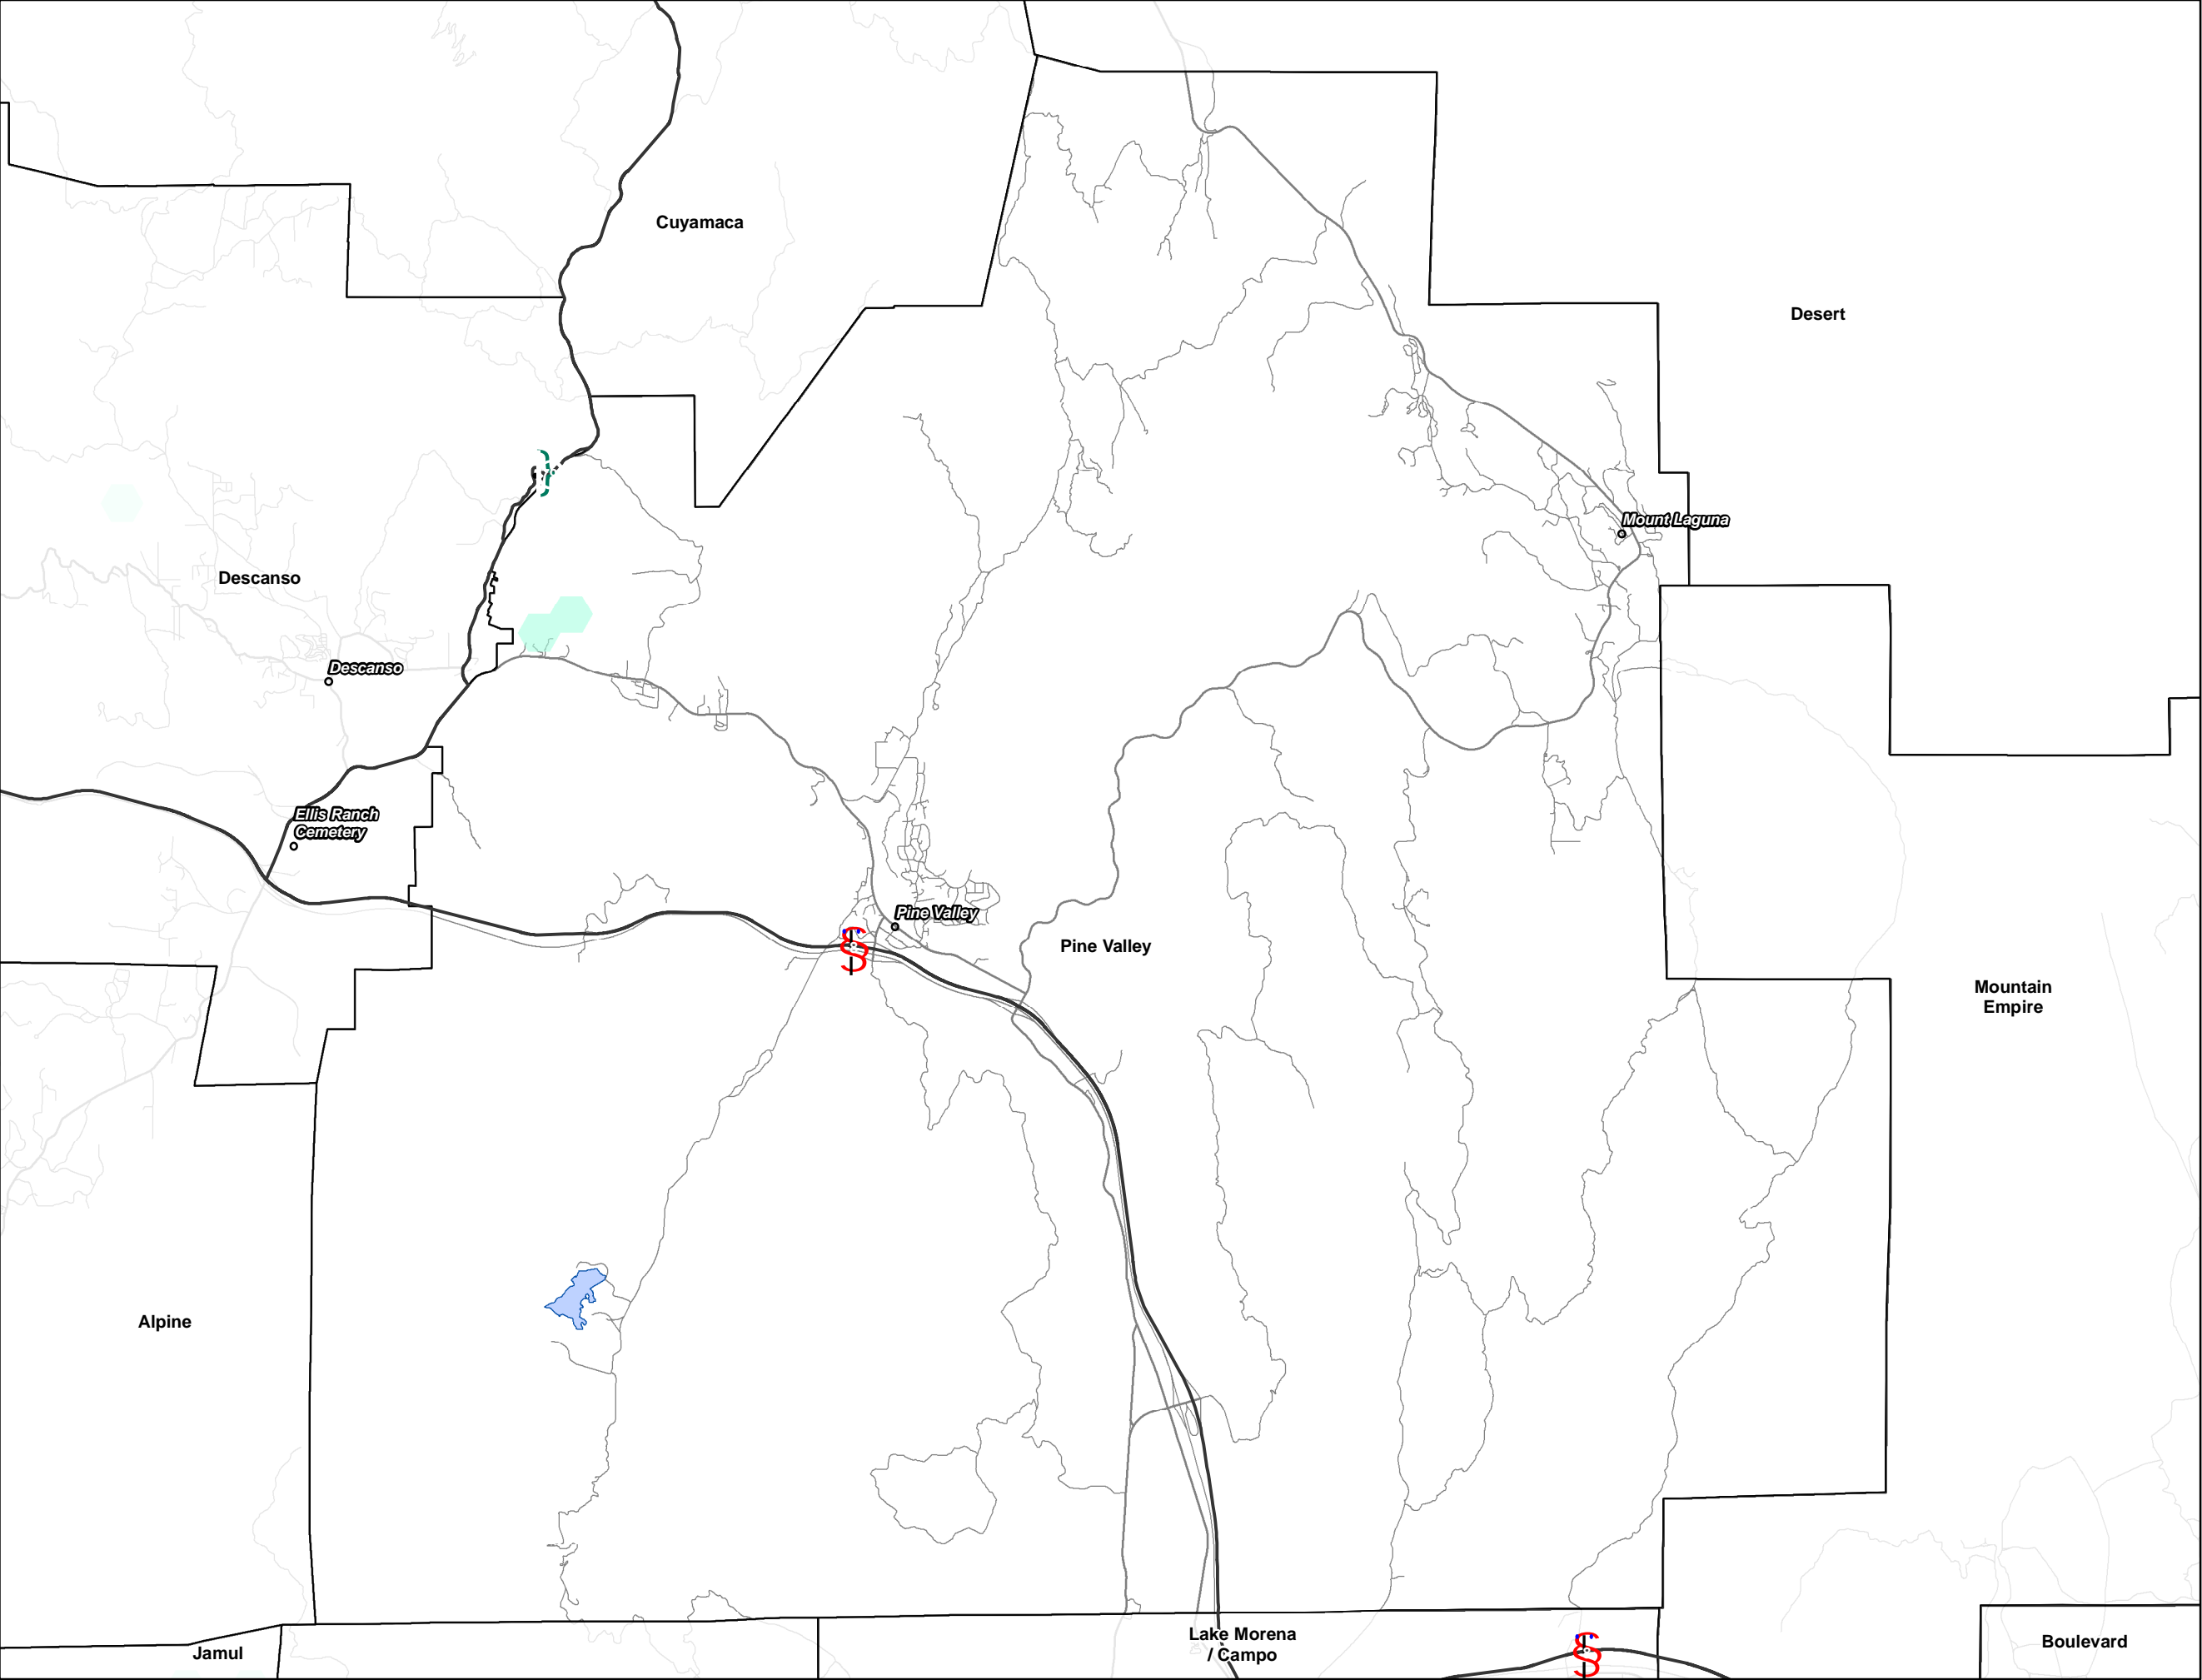 Cuyamaca
Desert
Mount Laguna
Descanso
Descanso
Ellis Ranch
Cemetery
Pine Valley
Pine Valley
Mountain
Empire
Alpine
Jamul
Lake Morena
/ Campo
Boulevard